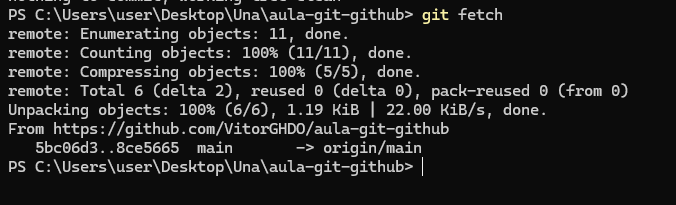 PS C:\Users\user\Desktop\Una\aula-git-github> git fetch
remote: Enumerating objects: 11, done.
remote: Counting objects: 100% (11/11), done.
remote: Compressing objects: 100% (5/5), done.
remote: Total 6 (delta 2), reused 0 (delta 0), pack-reused 0 (from 0)
Unpacking objects: 100% (6/6), 1.19 KiB | 22.00 KiB/s, done.
From https://github.com/VitorGHDO/aula-git-github
   5bc06d3..8ce5665  main       -> origin/main
PS C:\Users\user\Desktop\Una\aula-git-github>